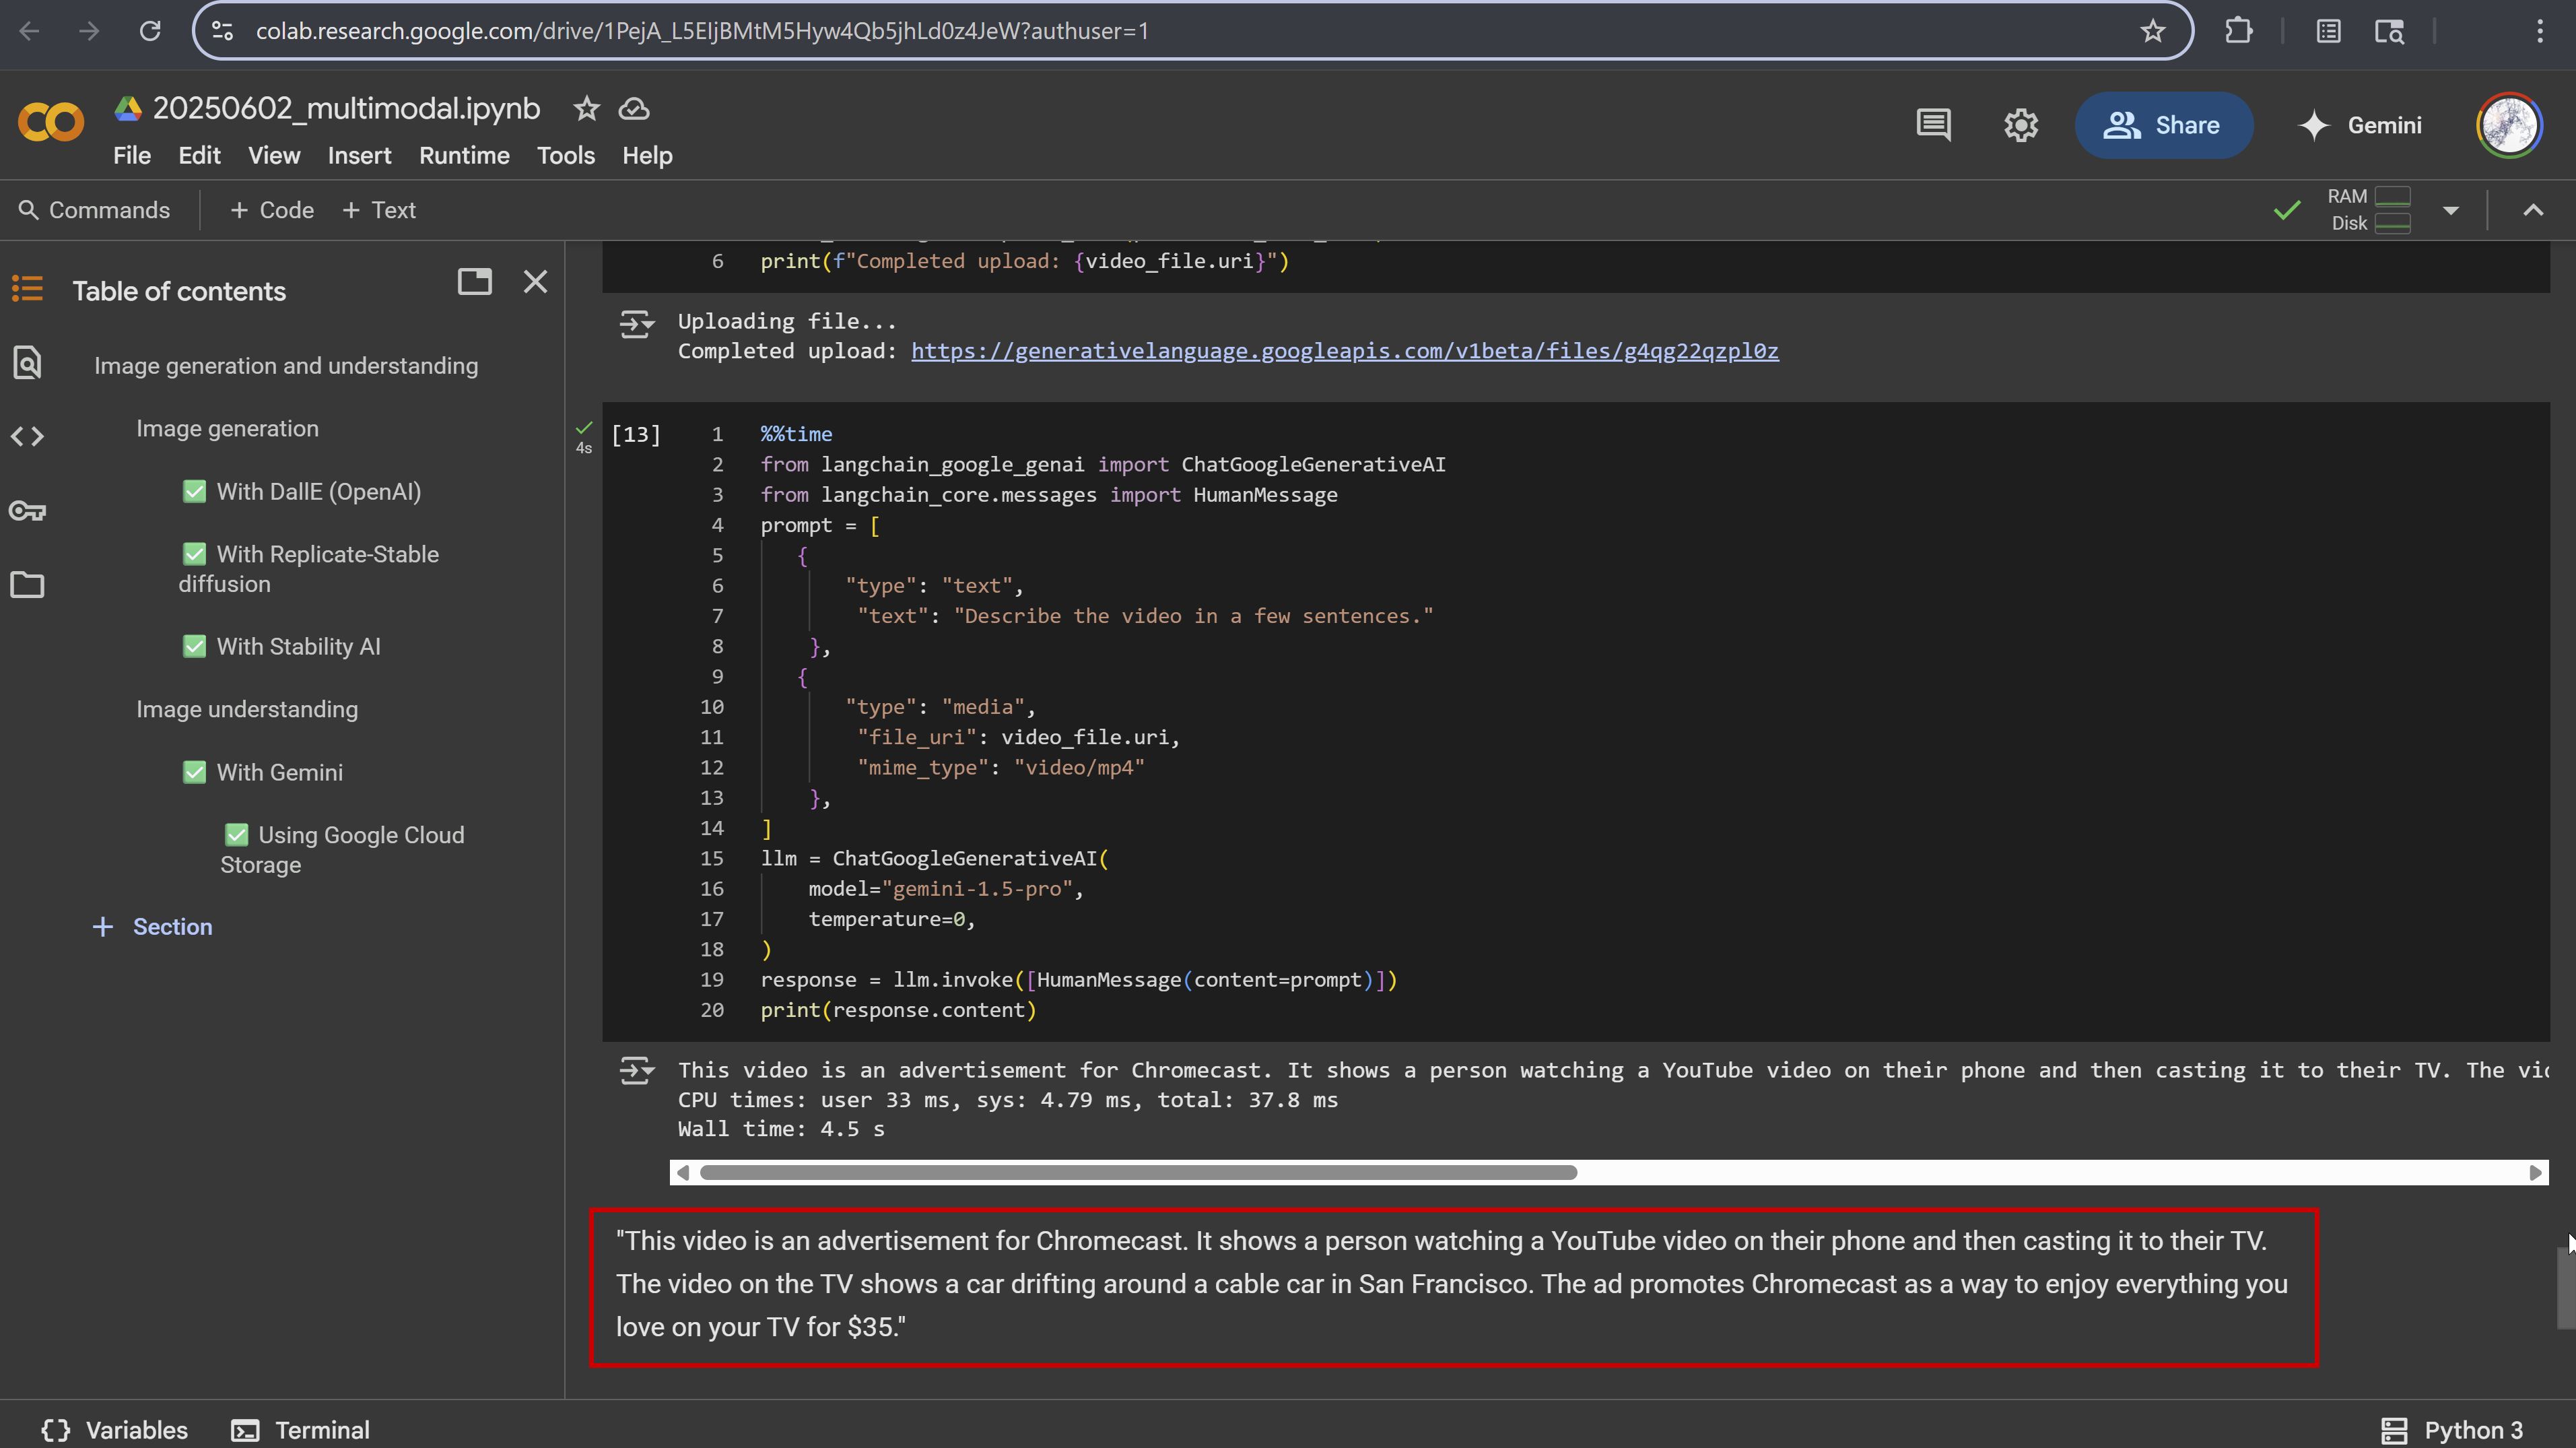 colab.research.google.com/drive/1PejA_L5EIjBMtM5Hyw4Qb5jhLd0z4JeW?authuser=1
20250602_multimodal.ipynb
File Edit View Insert Runtime Tools Help
Share
Gemini
Commands
+ Code + Text
RAM
Disk
Table of contents
Image generation and understanding
Image generation
✅ With DallE (OpenAI)
✅ With Replicate-Stable
diffusion
✅ With Stability AI
Image understanding
✅ With Gemini
✅ Using Google Cloud
Storage
+ Section
6 print(f"Completed upload: {video_file.uri}")
Uploading file...
Completed upload: https://generativelanguage.googleapis.com/v1beta/files/g4qg22qzpl0z
4s
[13]
1 %%time
2 from langchain_google_genai import ChatGoogleGenerativeAI
3 from langchain_core.messages import HumanMessage
4 prompt = [
5 {
6 "type": "text",
7 "text": "Describe the video in a few sentences."
8 },
9 {
10 "type": "media",
11 "file_uri": video_file.uri,
12 "mime_type": "video/mp4"
13 },
14 ]
15 llm = ChatGoogleGenerativeAI(
16 model="gemini-1.5-pro",
17 temperature=0,
18 )
19 response = llm.invoke([HumanMessage(content=prompt)])
20 print(response.content)
This video is an advertisement for Chromecast. It shows a person watching a YouTube video on their phone and then casting it to their TV. The
CPU times: user 33 ms, sys: 4.79 ms, total: 37.8 ms
Wall time: 4.5 s
"This video is an advertisement for Chromecast. It shows a person watching a YouTube video on their phone and then casting it to their TV.
The video on the TV shows a car drifting around a cable car in San Francisco. The ad promotes Chromecast as a way to enjoy everything you
love on your TV for $35."
Variables
Terminal
Python 3